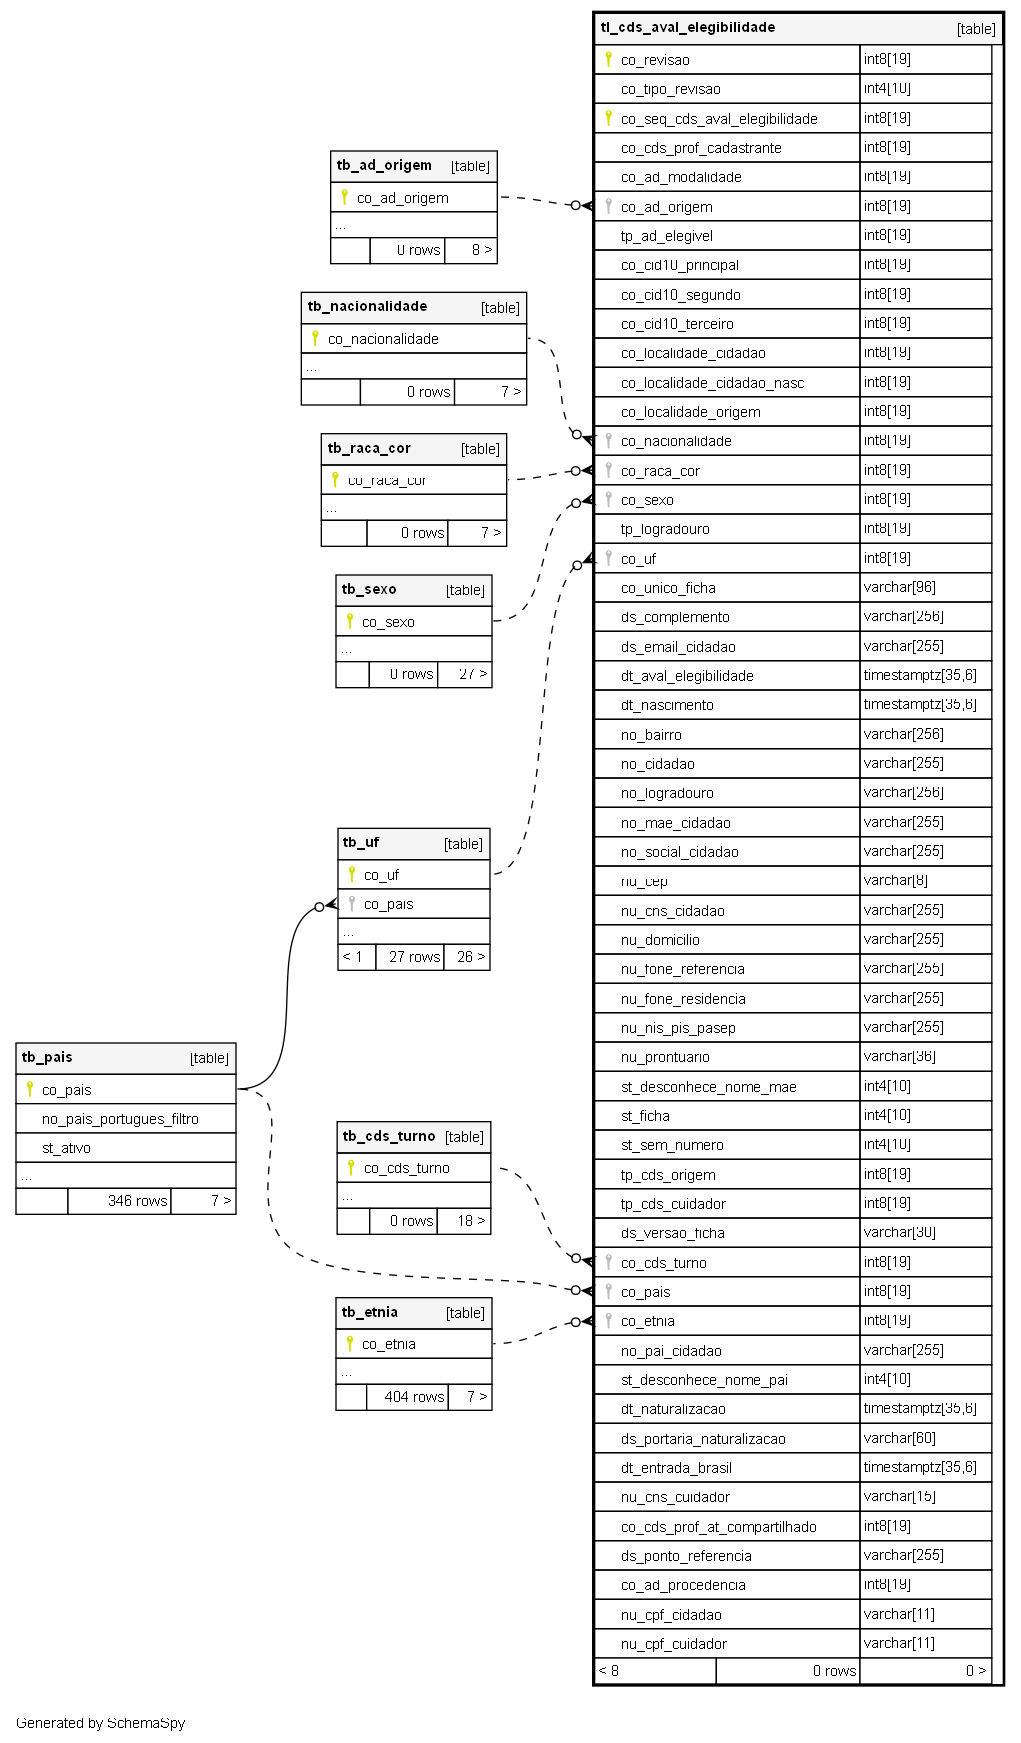 tl_cds_aval_elegibilidade [table]
co_revisao int8[19]
co_tipo_revisao int4[10]
co_seq_cds_aval_elegibilidade int8[19]
co_cds_prof_cadastrante int8[19]
co_ad_modalidade int8[19]
co_ad_origem int8[19]
tp_ad_elegivel int8[19]
co_cid10_principal int8[19]
co_cid10_segundo int8[19]
co_cid10_terceiro int8[19]
co_localidade_cidadao int8[19]
co_localidade_cidadao_nasc int8[19]
co_localidade_origem int8[19]
co_nacionalidade int8[19]
co_raca_cor int8[19]
co_sexo int8[19]
tp_logradouro int8[19]
co_uf int8[19]
co_unico_ficha varchar[96]
ds_complemento varchar[256]
ds_email_cidadao varchar[255]
dt_aval_elegibilidade timestamptz[35,6]
dt_nascimento timestamptz[35,6]
no_bairro varchar[256]
no_cidadao varchar[255]
no_logradouro varchar[256]
no_mae_cidadao varchar[255]
no_social_cidadao varchar[255]
nu_cep varchar[8]
nu_cns_cidadao varchar[255]
nu_domicilio varchar[255]
nu_fone_referencia varchar[255]
nu_fone_residencia varchar[255]
nu_nis_pis_pasep varchar[255]
nu_prontuario varchar[36]
st_desconhece_nome_mae int4[10]
st_ficha int4[10]
st_sem_numero int4[10]
tp_cds_origem int8[19]
tp_cds_cuidador int8[19]
ds_versao_ficha varchar[30]
co_cds_turno int8[19]
co_pais int8[19]
co_etnia int8[19]
no_pai_cidadao varchar[255]
st_desconhece_nome_pai int4[10]
dt_naturalizacao timestamptz[35,6]
ds_portaria_naturalizacao varchar[60]
dt_entrada_brasil timestamptz[35,6]
nu_cns_cuidador varchar[15]
co_cds_prof_at_compartilhado int8[19]
ds_ponto_referencia varchar[255]
co_ad_procedencia int8[19]
nu_cpf_cidadao varchar[11]
nu_cpf_cuidador varchar[11]
< 8 0 rows 0 >
tb_ad_origem [table]
co_ad_origem
...
0 rows 8 >
tb_nacionalidade [table]
co_nacionalidade
...
0 rows 7 >
tb_raca_cor [table]
co_raca_cor
...
0 rows 7 >
tb_sexo [table]
co_sexo
...
0 rows 27 >
tb_uf [table]
co_uf
co_pais
...
< 1 27 rows 26 >
tb_pais [table]
co_pais
no_pais_portugues_filtro
st_ativo
...
346 rows 7 >
tb_cds_turno [table]
co_cds_turno
...
0 rows 18 >
tb_etnia [table]
co_etnia
...
404 rows 7 >
Generated by SchemaSpy